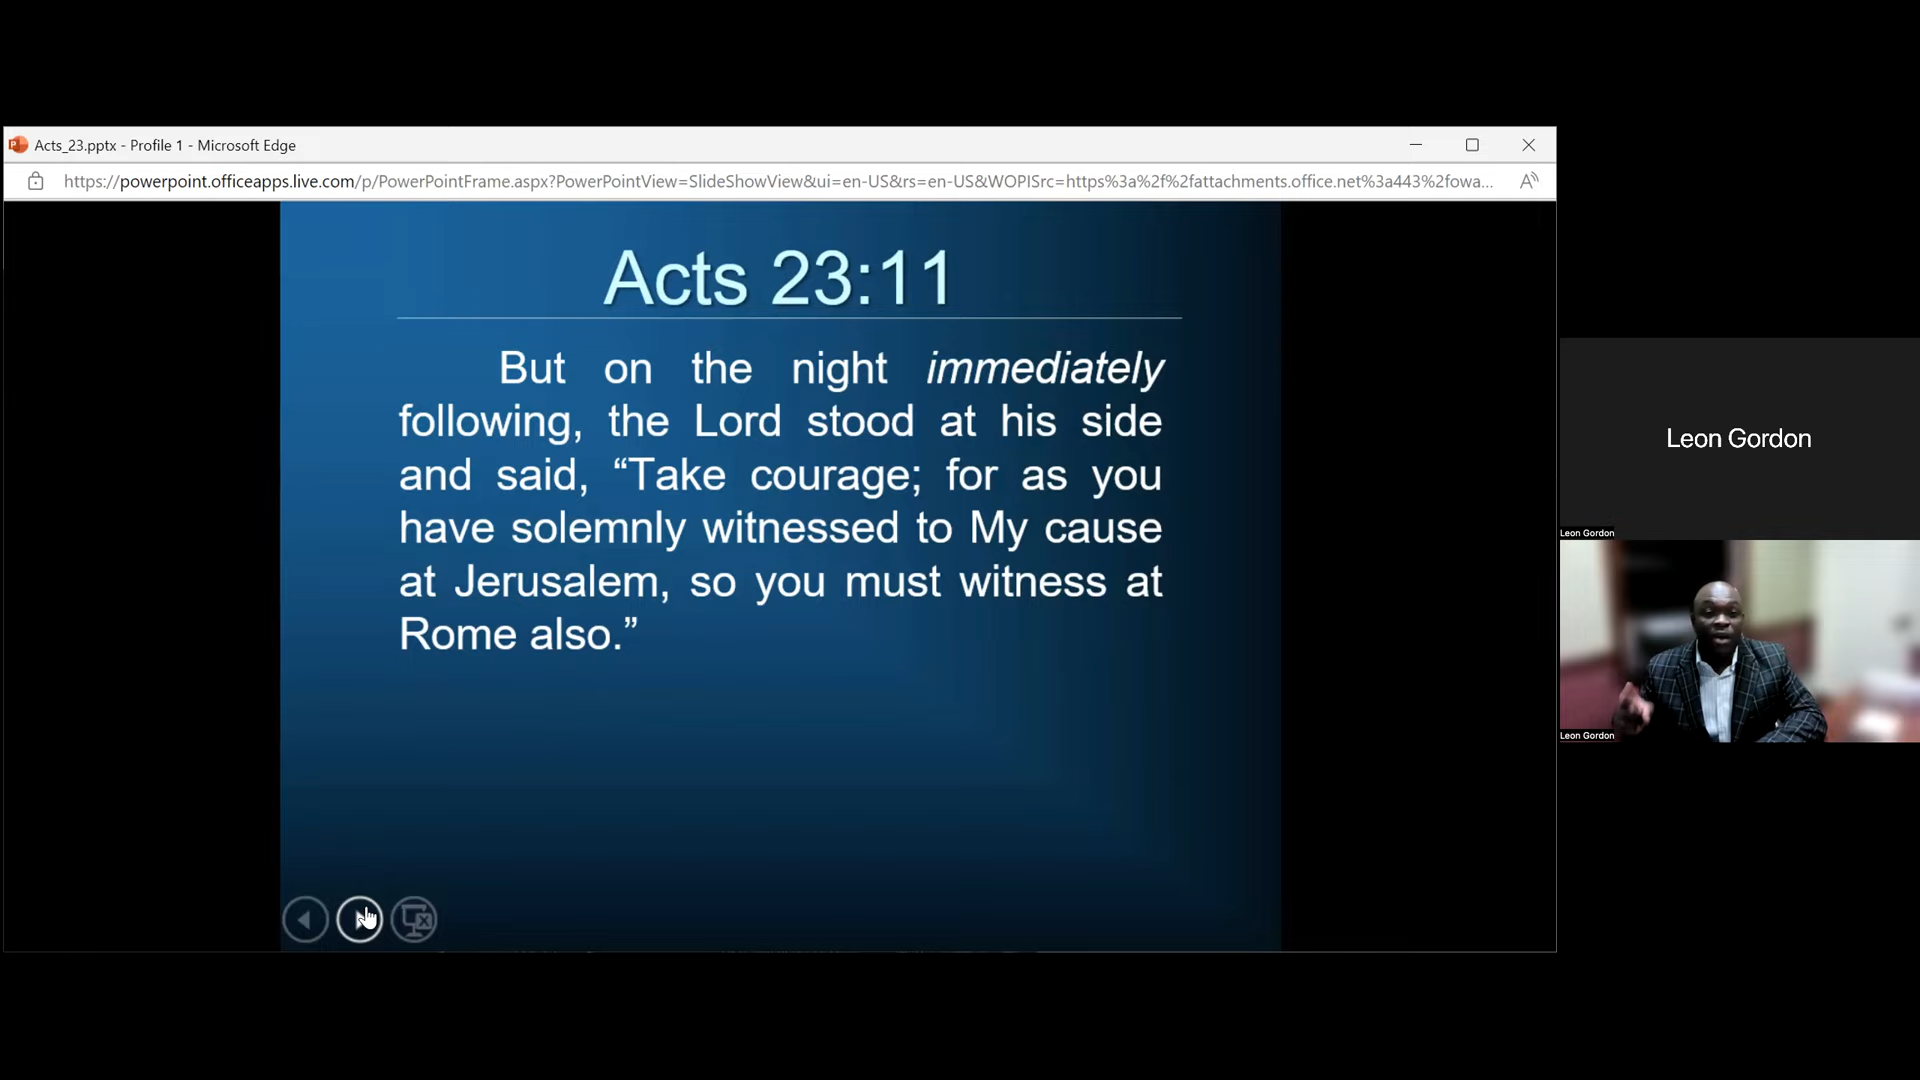 Acts_23.pptx - Profile 1 - Microsoft Edge
https://powerpoint.officeapps.live.com/p/PowerPointFrame.aspx?PowerPointView=SlideShowView&ui=en-US&rs=en-US&WOPISrc=https%3a%2f%2fattachments.office.net%3a443%2fowa...
Acts 23:11
But on the night immediately
following, the Lord stood at his side
and said, “Take courage; for as you
have solemnly witnessed to My cause
at Jerusalem, so you must witness at
Rome also.”
Leon Gordon
Leon Gordon
Leon Gordon